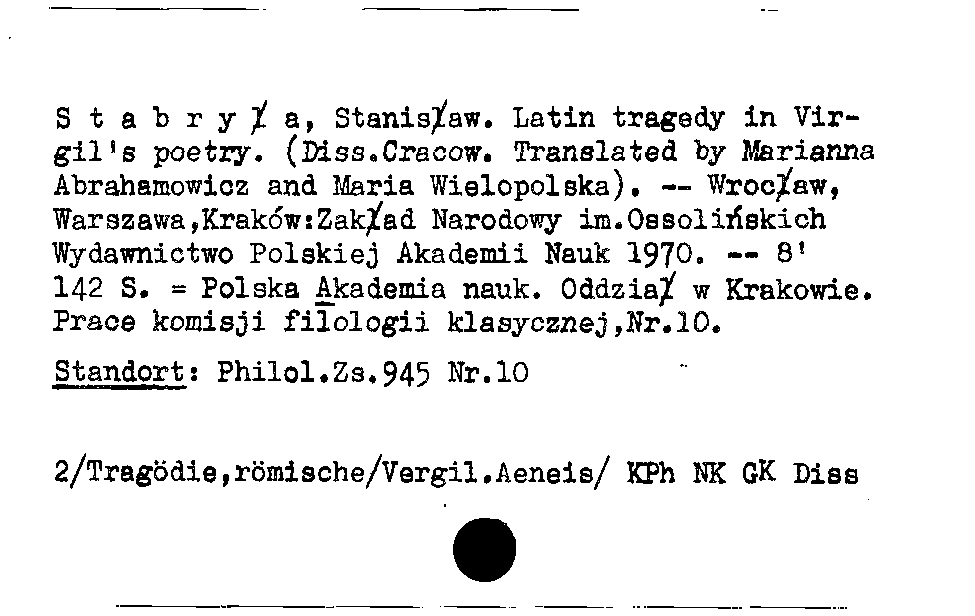 S t a b r y ł a, Stanisław. Latin tragedy in Vir-
gil's poetry. (Diss.Cracow. Translated by Marianna
Abrahamowicz and Maria Wielopolska). -- Wrocław,
Warszawa,Kraków:Zakład Narodowy im.Ossolińskich
Wydawnictwo Polskiej Akademii Nauk 1970. -- 8'
142 S. = Polska Akademia nauk. Oddział w Krakowie.
Prace komisji filologii klasycznej,Nr.10.
Standort: Philol.Zs.945 Nr.10
2/Tragödie,römische/Vergil.Aeneis/ KPh NK GK Diss